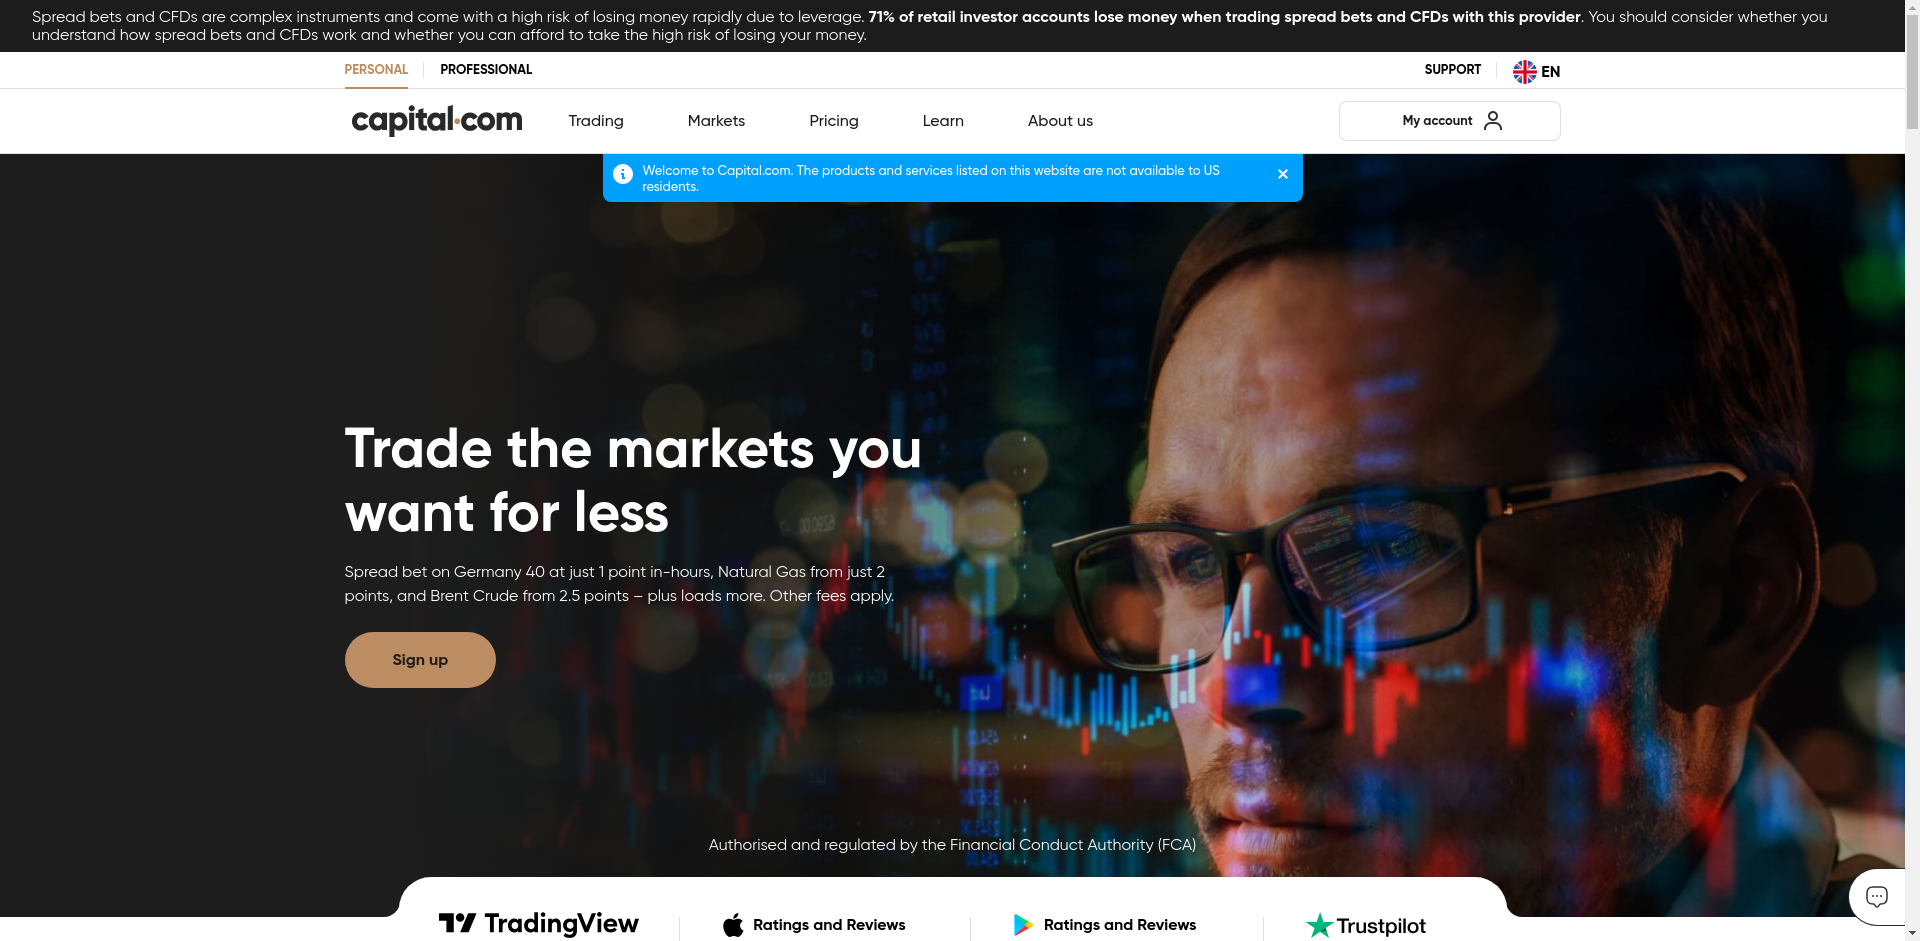 Spread bets and CFDs are complex instruments and come with a high risk of losing money rapidly due to leverage. 71% of retail investor accounts lose money when trading spread bets and CFDs with this provider. You should consider whether you
understand how spread bets and CFDs work and whether you can afford to take the high risk of losing your money.
PERSONAL PROFESSIONAL SUPPORT EN
capital.com Trading Markets Pricing Learn About us My account
Welcome to Capital.com. The products and services listed on this website are not available to US
residents.
Trade the markets you
want for less
Spread bet on Germany 40 at just 1 point in-hours, Natural Gas from just 2
points, and Brent Crude from 2.5 points – plus loads more. Other fees apply.
Sign up
Authorised and regulated by the Financial Conduct Authority (FCA)
TradingView Ratings and Reviews Ratings and Reviews Trustpilot